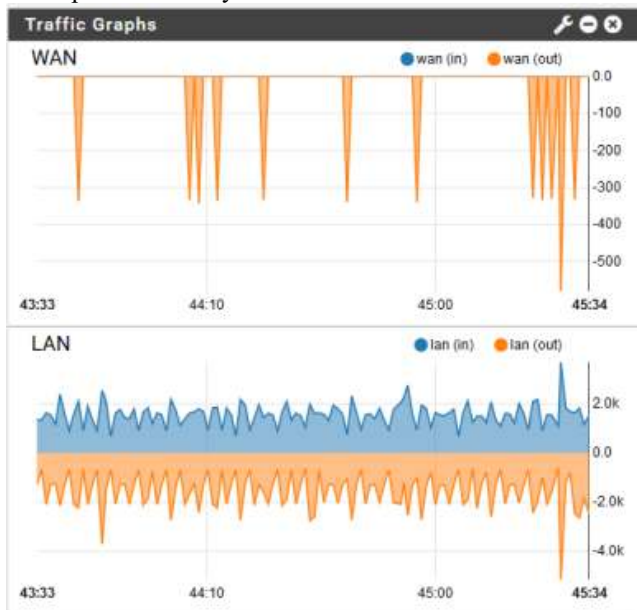 Traffic Graphs
WAN
wan (in) wan (out)
0.0
-100
-200
-300
-400
-500
43:33 44:10 45:00 45:34
LAN
lan (in) lan (out)
2.0k
0.0
-2.0k
-4.0k
43:33 44:10 45:00 45:34